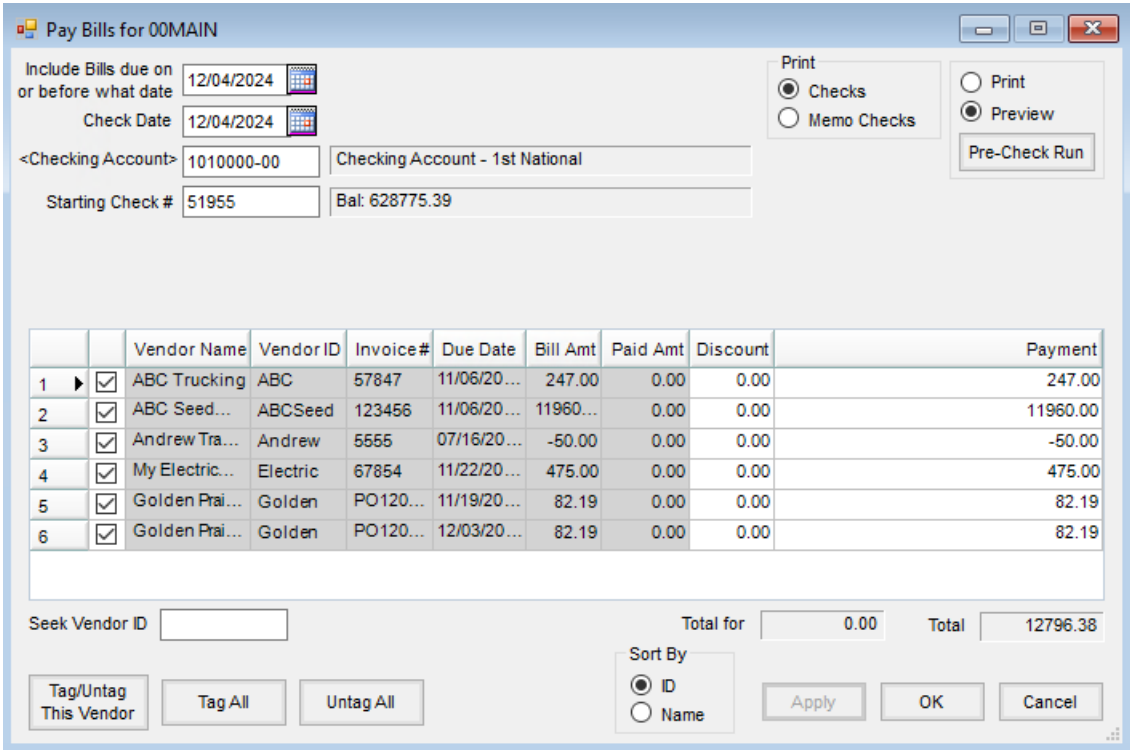 Pay Bills for 00MAIN
Include Bills due on
or before what date 12/04/2024
Check Date 12/04/2024
<Checking Account> 1010000-00 Checking Account - 1st National
Starting Check # 51955 Bal: 628775.39
Print
Checks
Memo Checks
Print
Preview
Pre-Check Run
Vendor Name Vendor ID Invoice# Due Date Bill Amt Paid Amt Discount Payment
1 ABC Trucking ABC 57847 11/06/20... 247.00 0.00 0.00 247.00
2 ABC Seed... ABCSeed 123456 11/06/20... 11960... 0.00 0.00 11960.00
3 Andrew Tra... Andrew 5555 07/16/20... -50.00 0.00 0.00 -50.00
4 My Electric... Electric 67854 11/22/20... 475.00 0.00 0.00 475.00
5 Golden Prai... Golden PO120... 11/19/20... 82.19 0.00 0.00 82.19
6 Golden Prai... Golden PO120... 12/03/20... 82.19 0.00 0.00 82.19
Seek Vendor ID Total for 0.00 Total 12796.38
Sort By
ID
Name
Tag/Untag
This Vendor
Tag All
Untag All
Apply
OK
Cancel